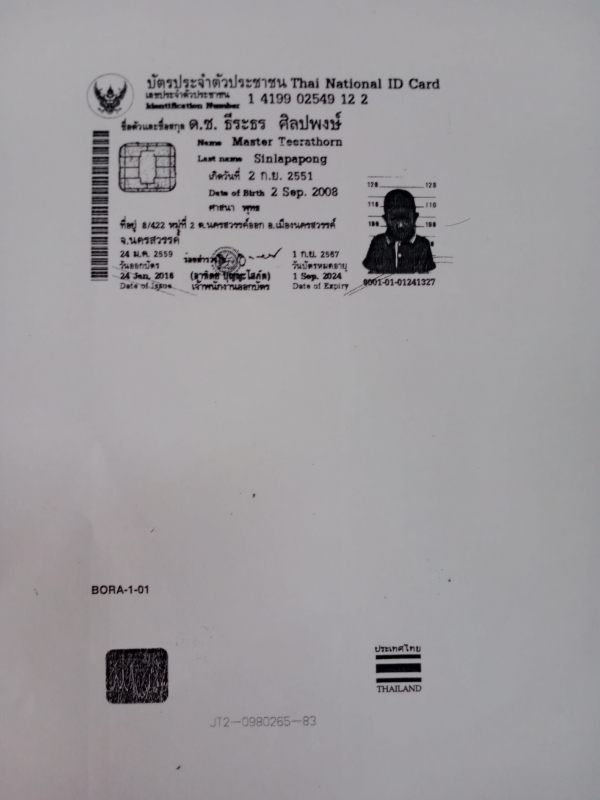 บัตรประจำตัวประชาชน Thai National ID Card
เลขประจำตัวประชาชน
Identification Number 1 4199 02549 12 2
ชื่อตัวและชื่อสกุล ด.ช. ธีระธร ศิลปพงษ์
Name Master Teerathorn
Last name Sinlapapong
เกิดวันที่ 2 ก.ย. 2551
Date of Birth 2 Sep. 2008
ศาสนา พุทธ
ที่อยู่ 8/422 หมู่ที่ 2 ต.นครสวรรค์ออก อ.เมืองนครสวรรค์
จ.นครสวรรค์
24 ม.ค. 2559
วันออกบัตร
24 Jan. 2016
Date of Issue
เจ้าพนักงานออกบัตร
1 ก.ย. 2567
วันบัตรหมดอายุ
1 Sep. 2024
Date of Expiry
120 120
110 110
100 100
6001-01-01241327
BORA-1-01
ประเทศไทย
THAILAND
JT2-0980265-83